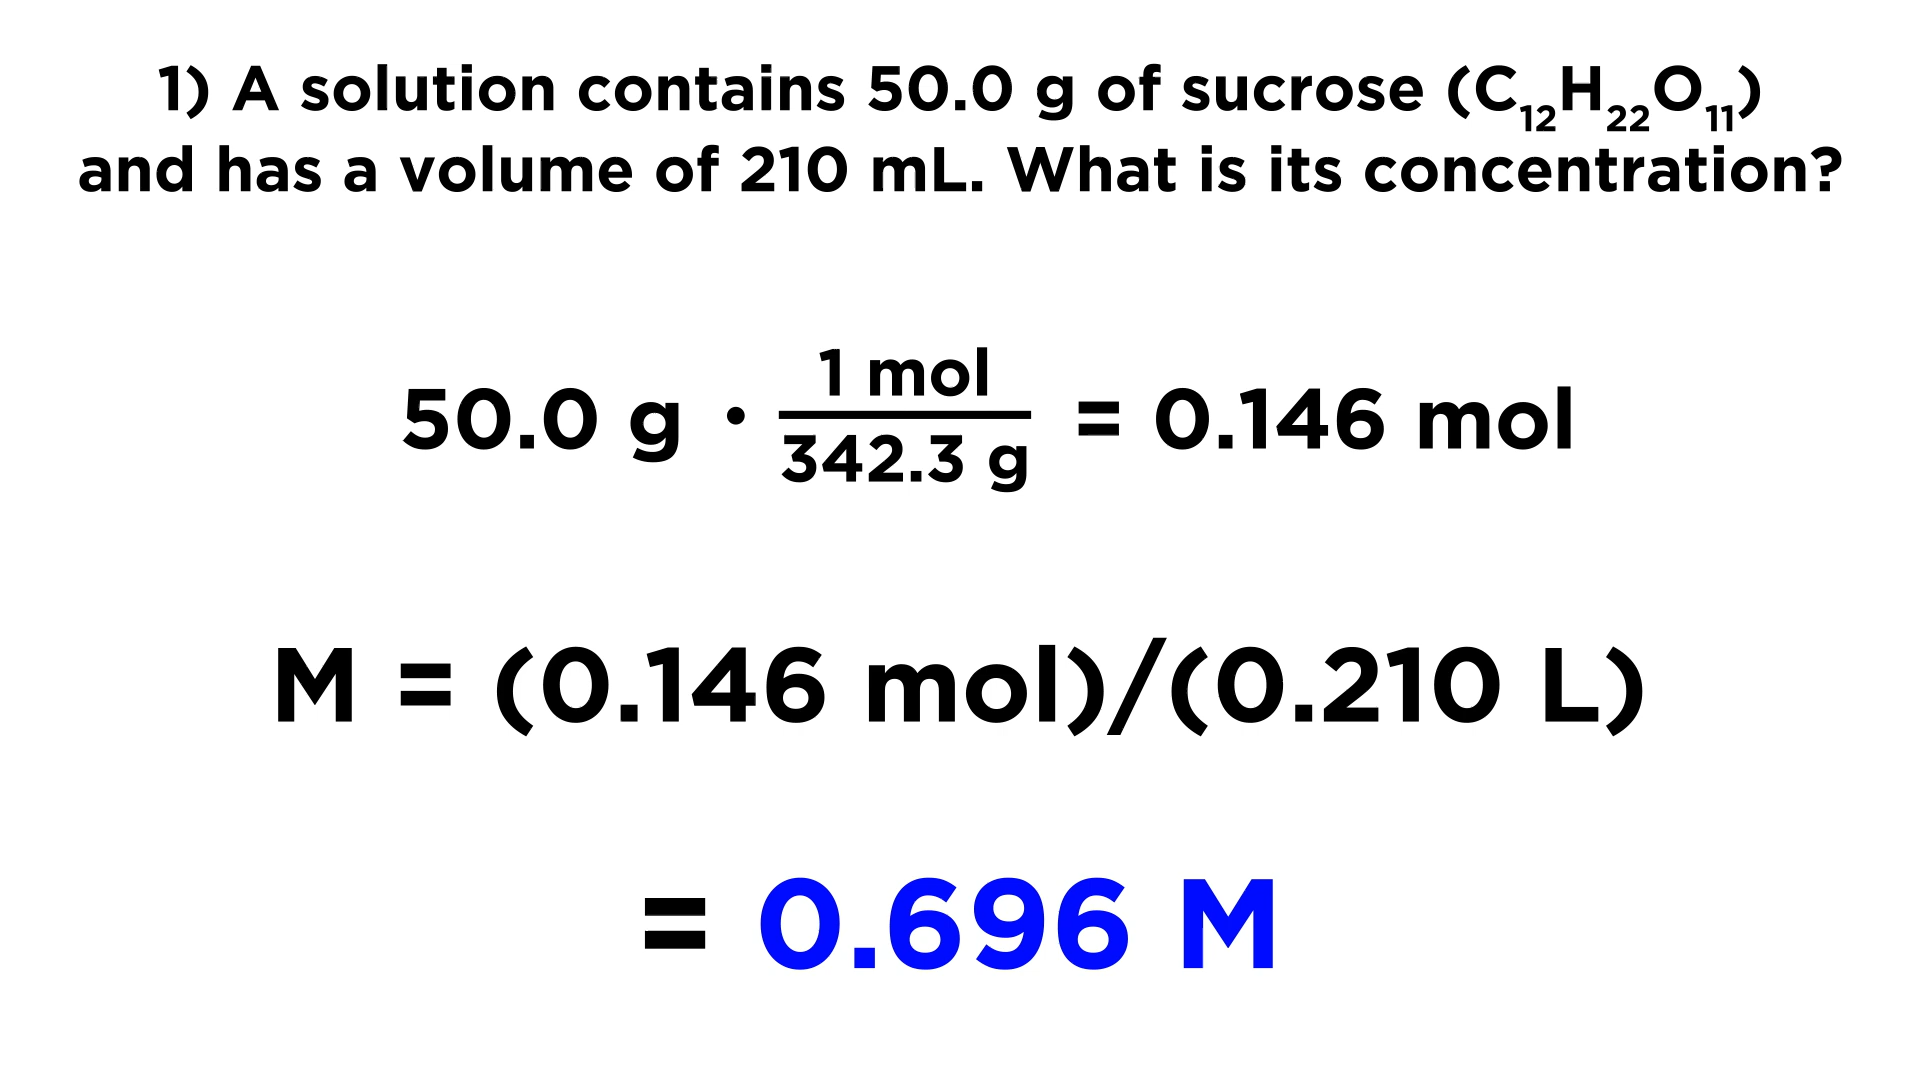 1) A solution contains 50.0 g of sucrose (C₁₂H₂₂O₁₁)
and has a volume of 210 mL. What is its concentration?
50.0 g · 1 mol / 342.3 g = 0.146 mol
M = (0.146 mol)/(0.210 L)
= 0.696 M